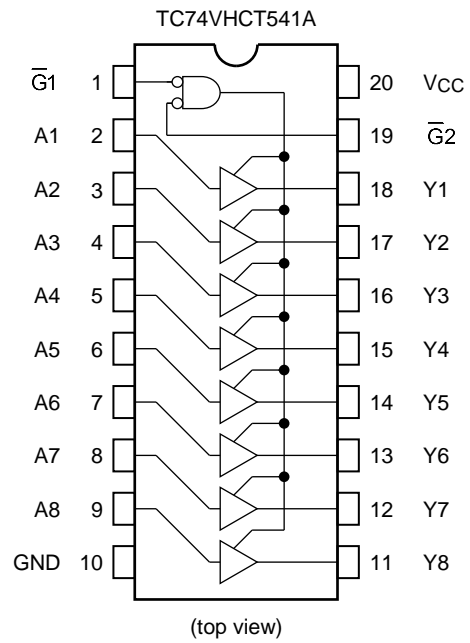 TC74VHCT541A
G̅1 1 20 VCC
A1 2 19 G̅2
A2 3 18 Y1
A3 4 17 Y2
A4 5 16 Y3
A5 6 15 Y4
A6 7 14 Y5
A7 8 13 Y6
A8 9 12 Y7
GND 10 11 Y8
(top view)